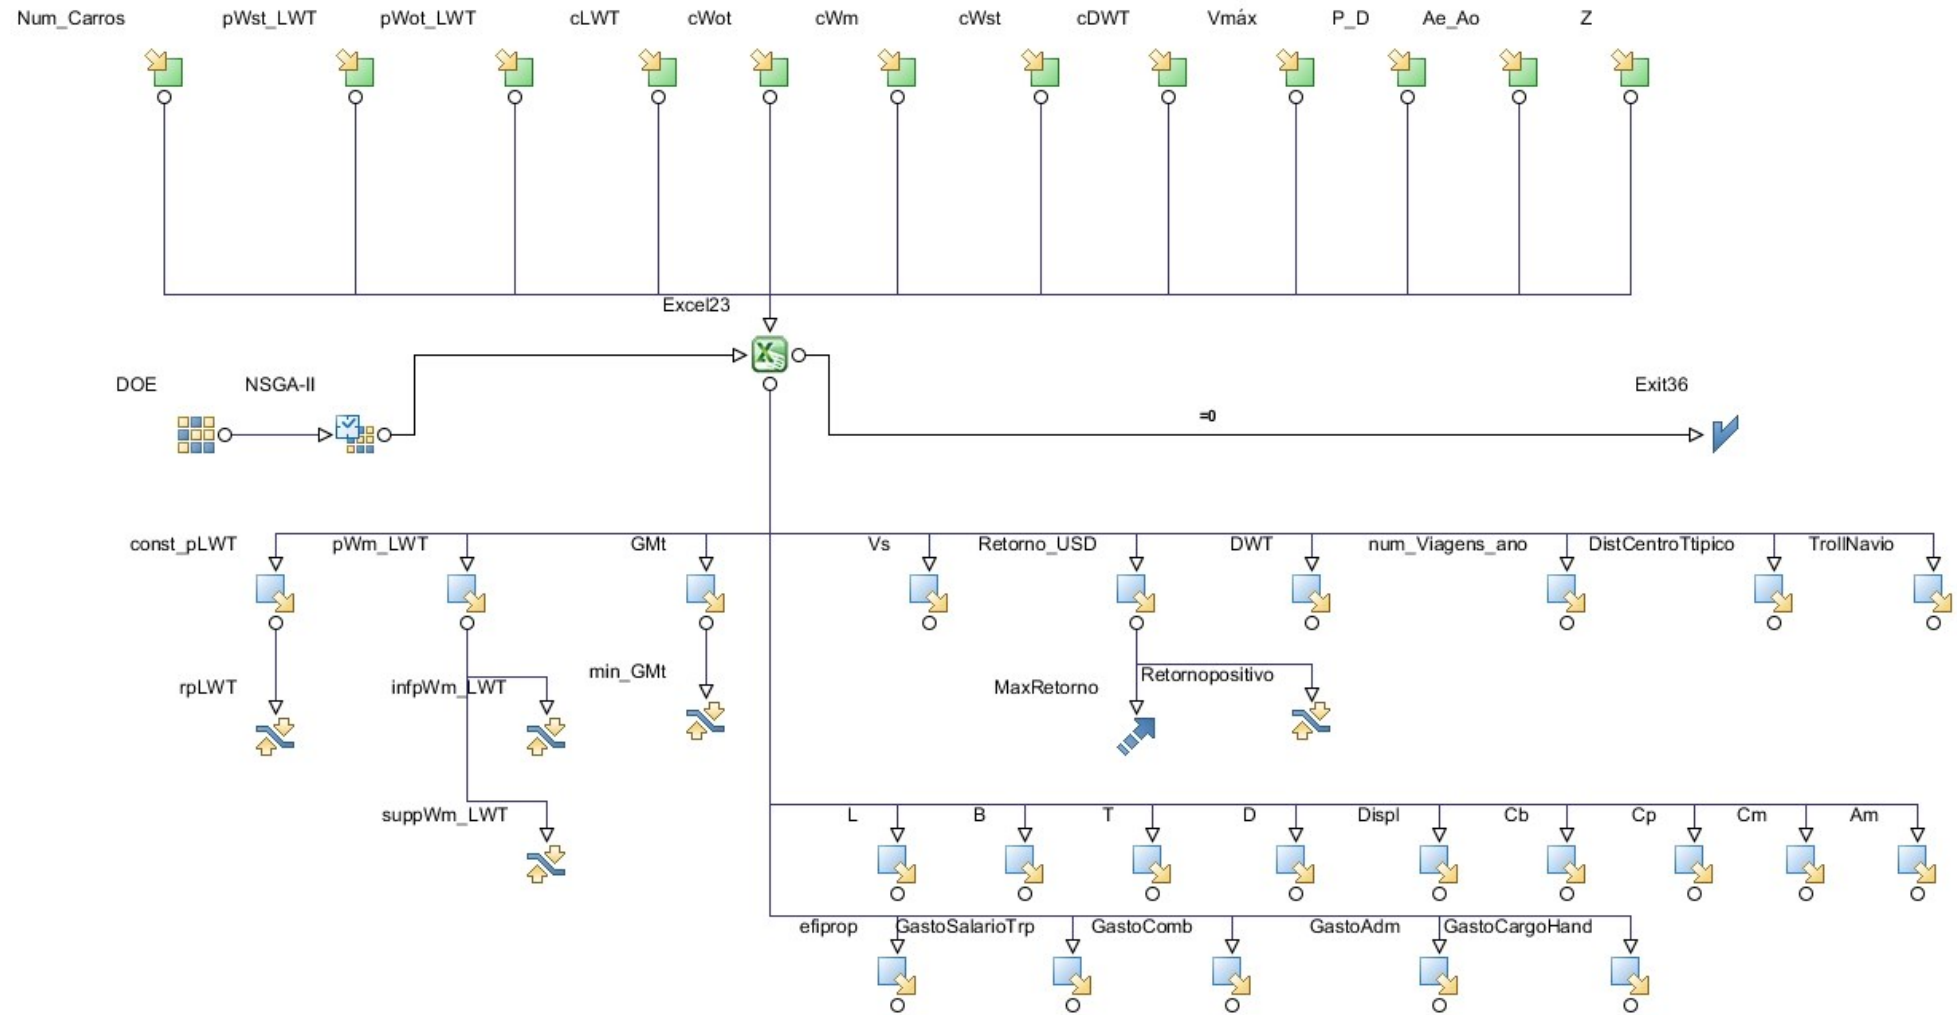 Num_Carros pWst_LWT pWot_LWT cLWT cWot cWm cWst cDWT Vmáx P_D Ae_Ao Z
Excel23
DOE NSGA-II Exit36
=0
const_pLWT pWm_LWT GMt Vs Retorno_USD DWT num_Viagens_ano DistCentroTtipico TrollNavio
rpLWT infpWm_LWT min_GMt MaxRetorno Retornopositivo
suppWm_LWT L B T D Displ Cb Cp Cm Am
efiprop GastoSalarioTrp GastoComb GastoAdm GastoCargoHand